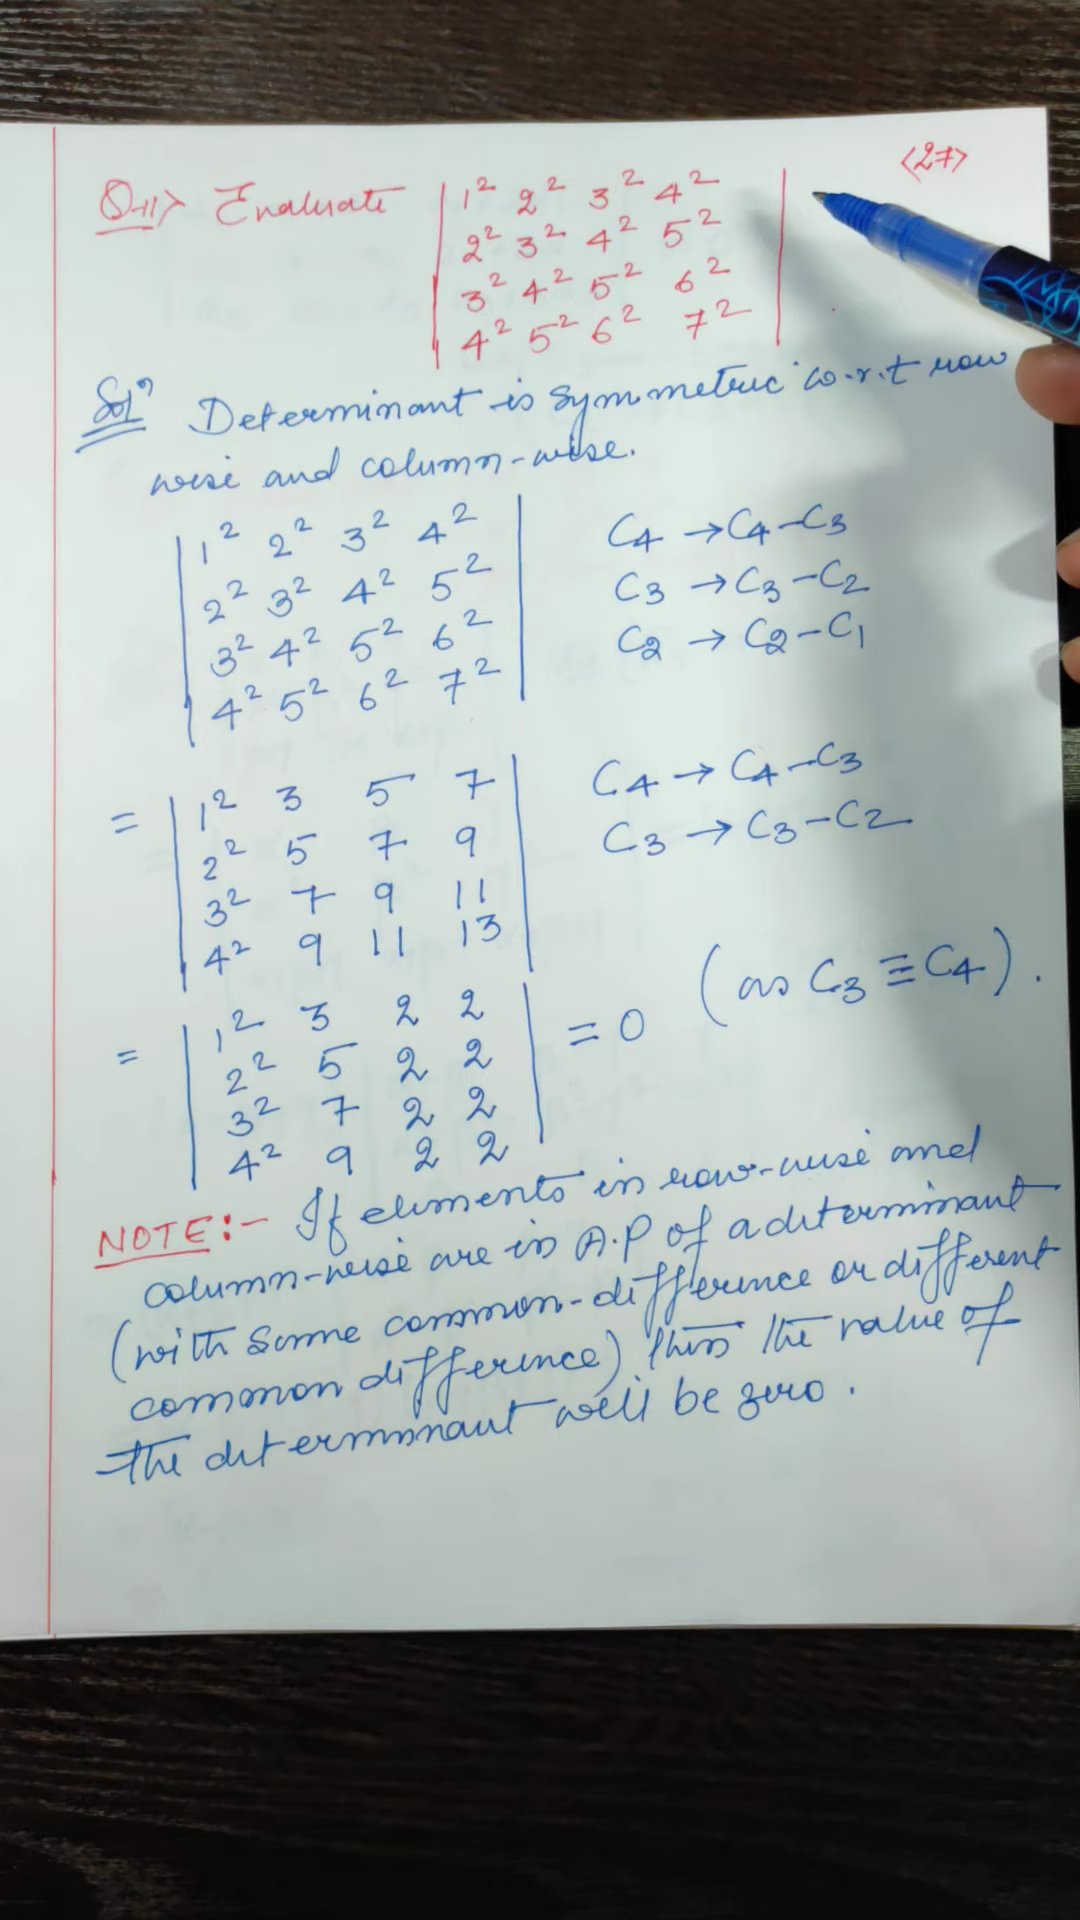 <27>
Q.11> Evaluate | 1² 2² 3² 4² |
| 2² 3² 4² 5² |
| 3² 4² 5² 6² |
| 4² 5² 6² 7² |
Solⁿ Determinant is symmetric w.r.t row
wise and column-wise.
| 1² 2² 3² 4² | C₄ → C₄ - C₃
| 2² 3² 4² 5² | C₃ → C₃ - C₂
| 3² 4² 5² 6² | C₂ → C₂ - C₁
| 4² 5² 6² 7² |
= | 1² 3 5 7 | C₄ → C₄ - C₃
| 2² 5 7 9 | C₃ → C₃ - C₂
| 3² 7 9 11 |
| 4² 9 11 13 |
= | 1² 3 2 2 | = 0 (as C₃ ≡ C₄).
| 2² 5 2 2 |
| 3² 7 2 2 |
| 4² 9 2 2 |
NOTE:- If elements in row-wise and
column-wise are in A.P of a determinant
(with same common-difference or different
common difference) then the value of
the determinant will be zero.